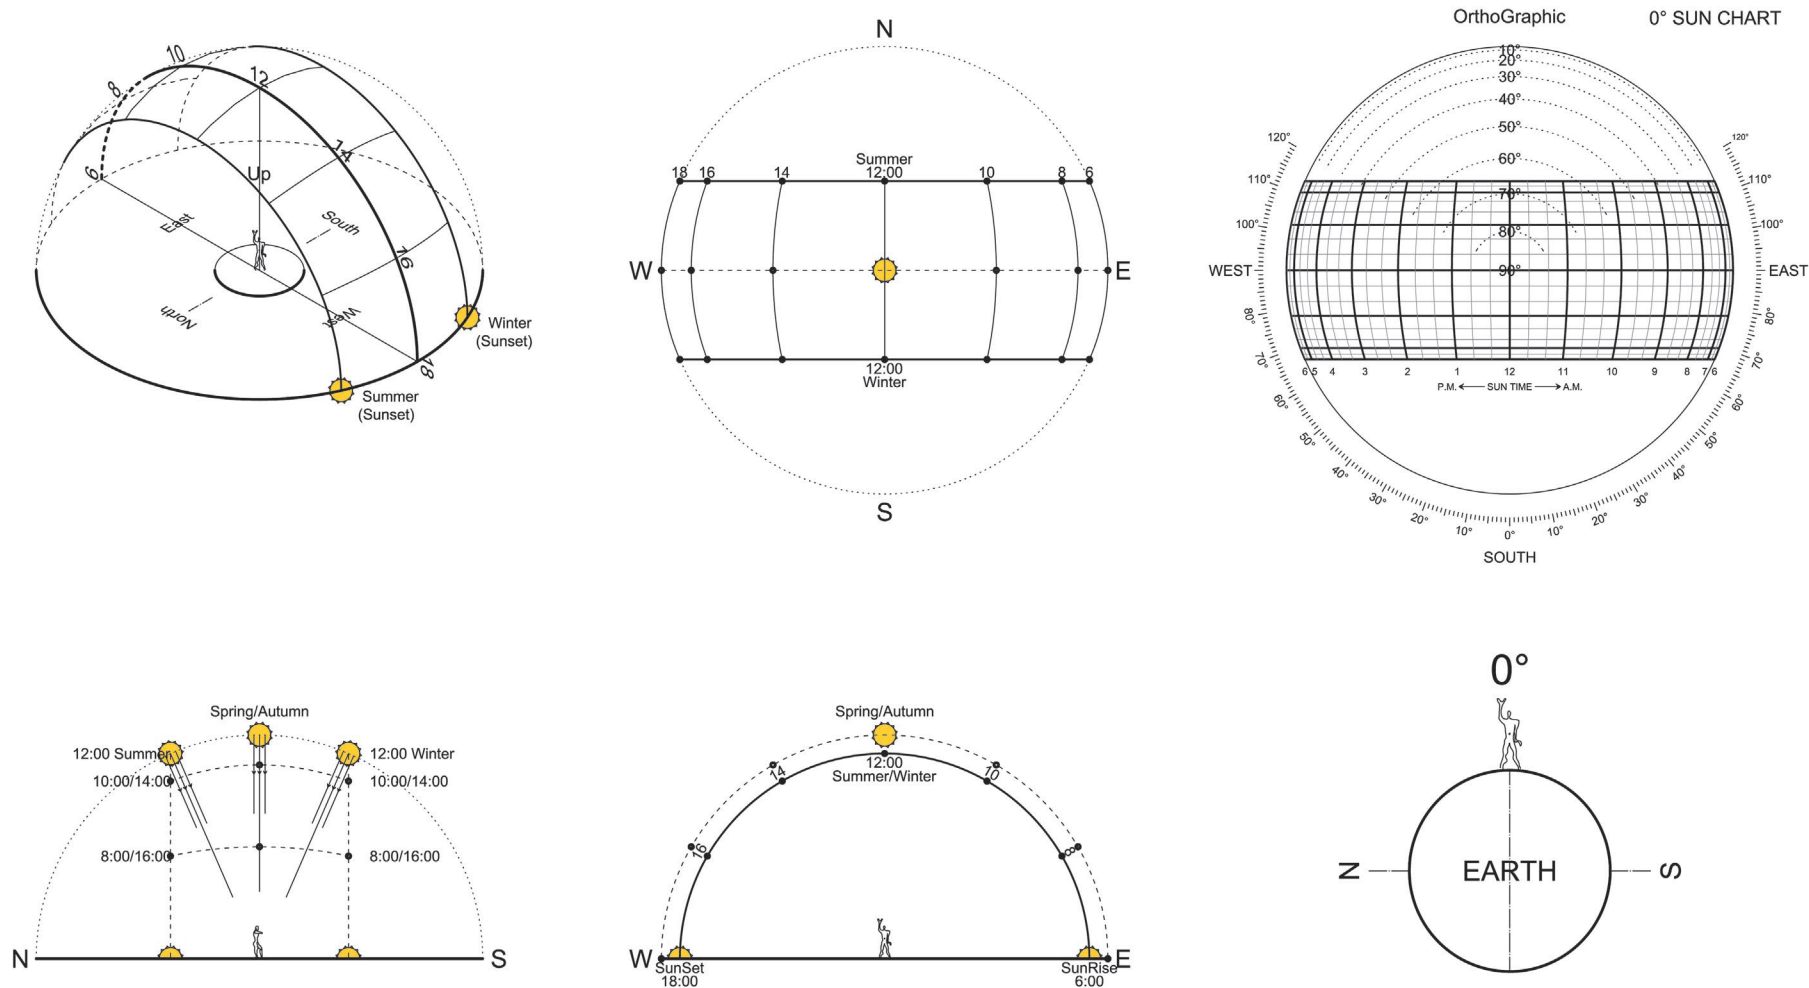 10
8
12
14
6
Up
East
South
16
North
West
18
Winter
(Sunset)
Summer
(Sunset)
N
Summer
18 16 14 12:00 10 8 6
W E
12:00
Winter
S
OrthoGraphic 0° SUN CHART
10°
20°
30°
40°
50°
60°
70°
80°
90°
120° 120°
110° 110°
100° 100°
WEST EAST
80° 80°
70° 70°
6 5 4 3 2 1 12 11 10 9 8 7 6
P.M. SUN TIME A.M.
60° 60°
50° 50°
40° 40°
30° 30°
20° 20°
10° 0° 10°
SOUTH
Spring/Autumn
12:00 Summer 12:00 Winter
10:00/14:00 10:00/14:00
8:00/16:00 8:00/16:00
N S
Spring/Autumn
12:00
14 Summer/Winter 10
16 8
W E
SunSet SunRise
18:00 6:00
0°
N EARTH S